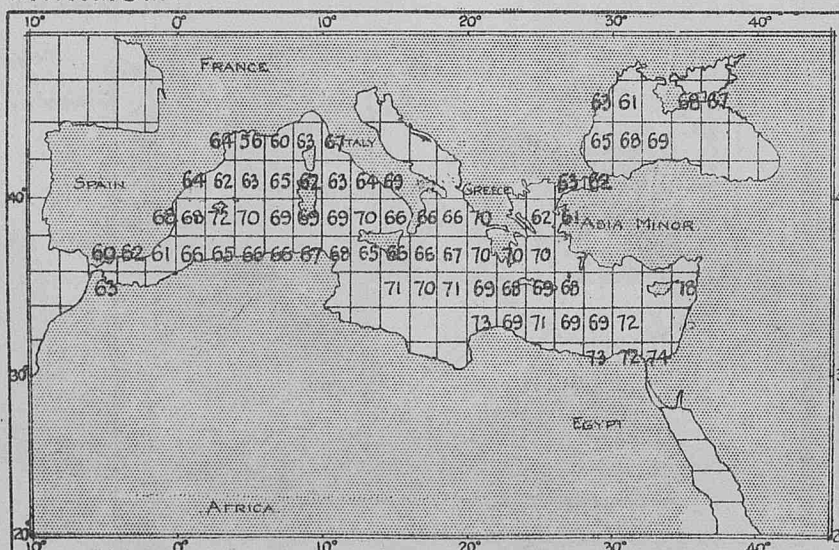 10° 0° 10° 20° 30° 40°
FRANCE
63 61 68 67
64 56 60 63 67 ITALY 65 68 69
SPAIN 64 62 63 65 62 63 64 69 GREECE 63 62
40°
68 68 72 70 69 69 69 70 66 66 66 70 62 61 ASIA MINOR
60 62 61 66 65 66 66 67 68 65 65 66 67 70 70 70
63 71 70 71 69 68 69 68 78
73 69 71 69 69 72
30° 73 72 74
EGYPT
AFRICA
20°
10° 0° 10° 20° 30° 40°